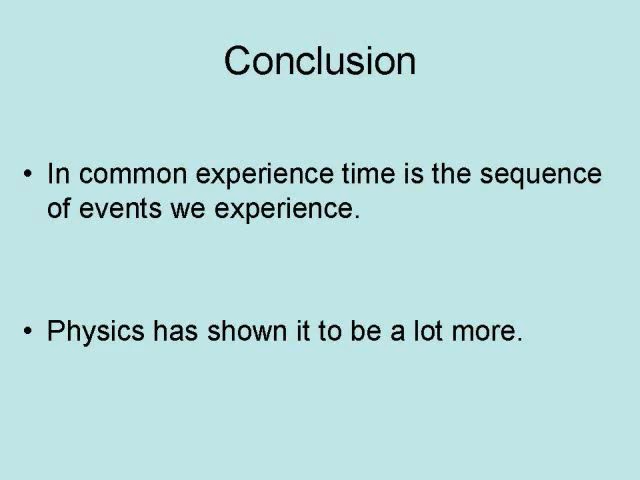 Conclusion
• In common experience time is the sequence
of events we experience.
• Physics has shown it to be a lot more.